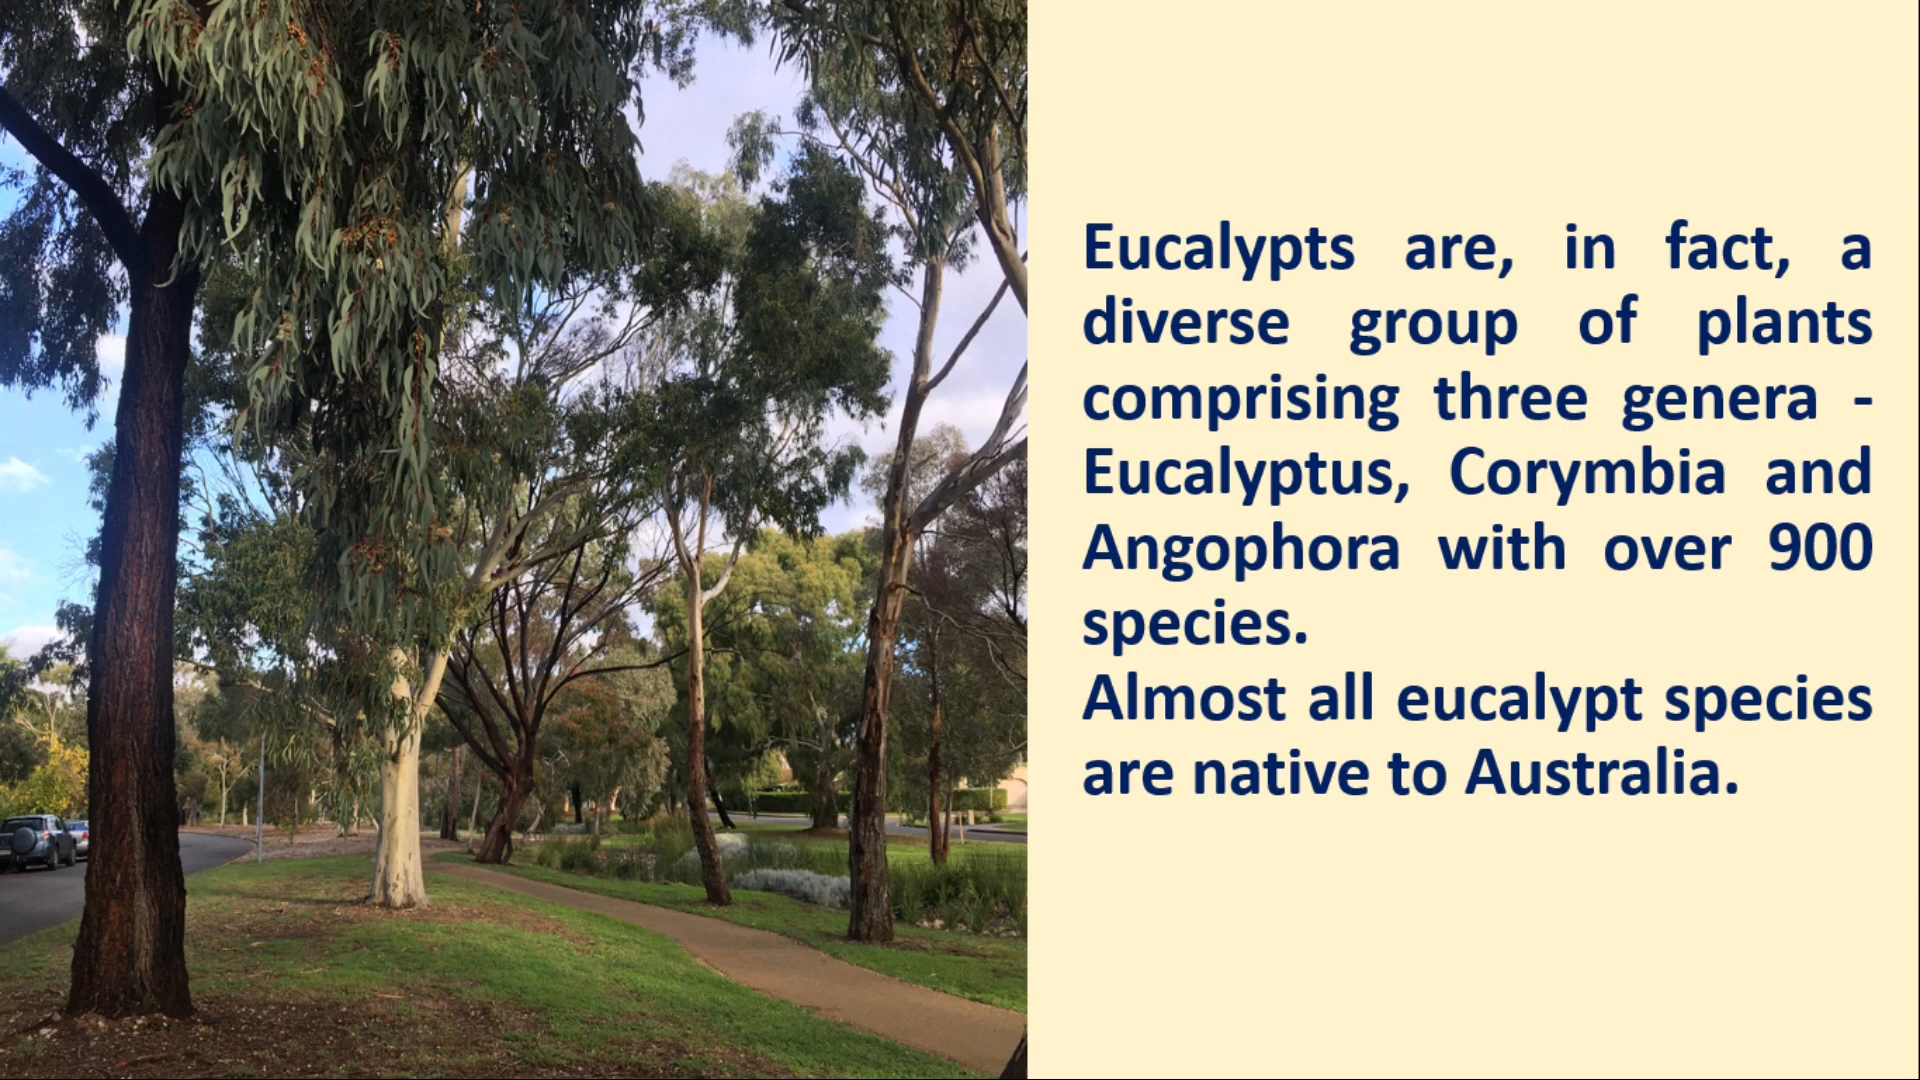 Eucalypts are, in fact, a
diverse group of plants
comprising three genera -
Eucalyptus, Corymbia and
Angophora with over 900
species.
Almost all eucalypt species
are native to Australia.